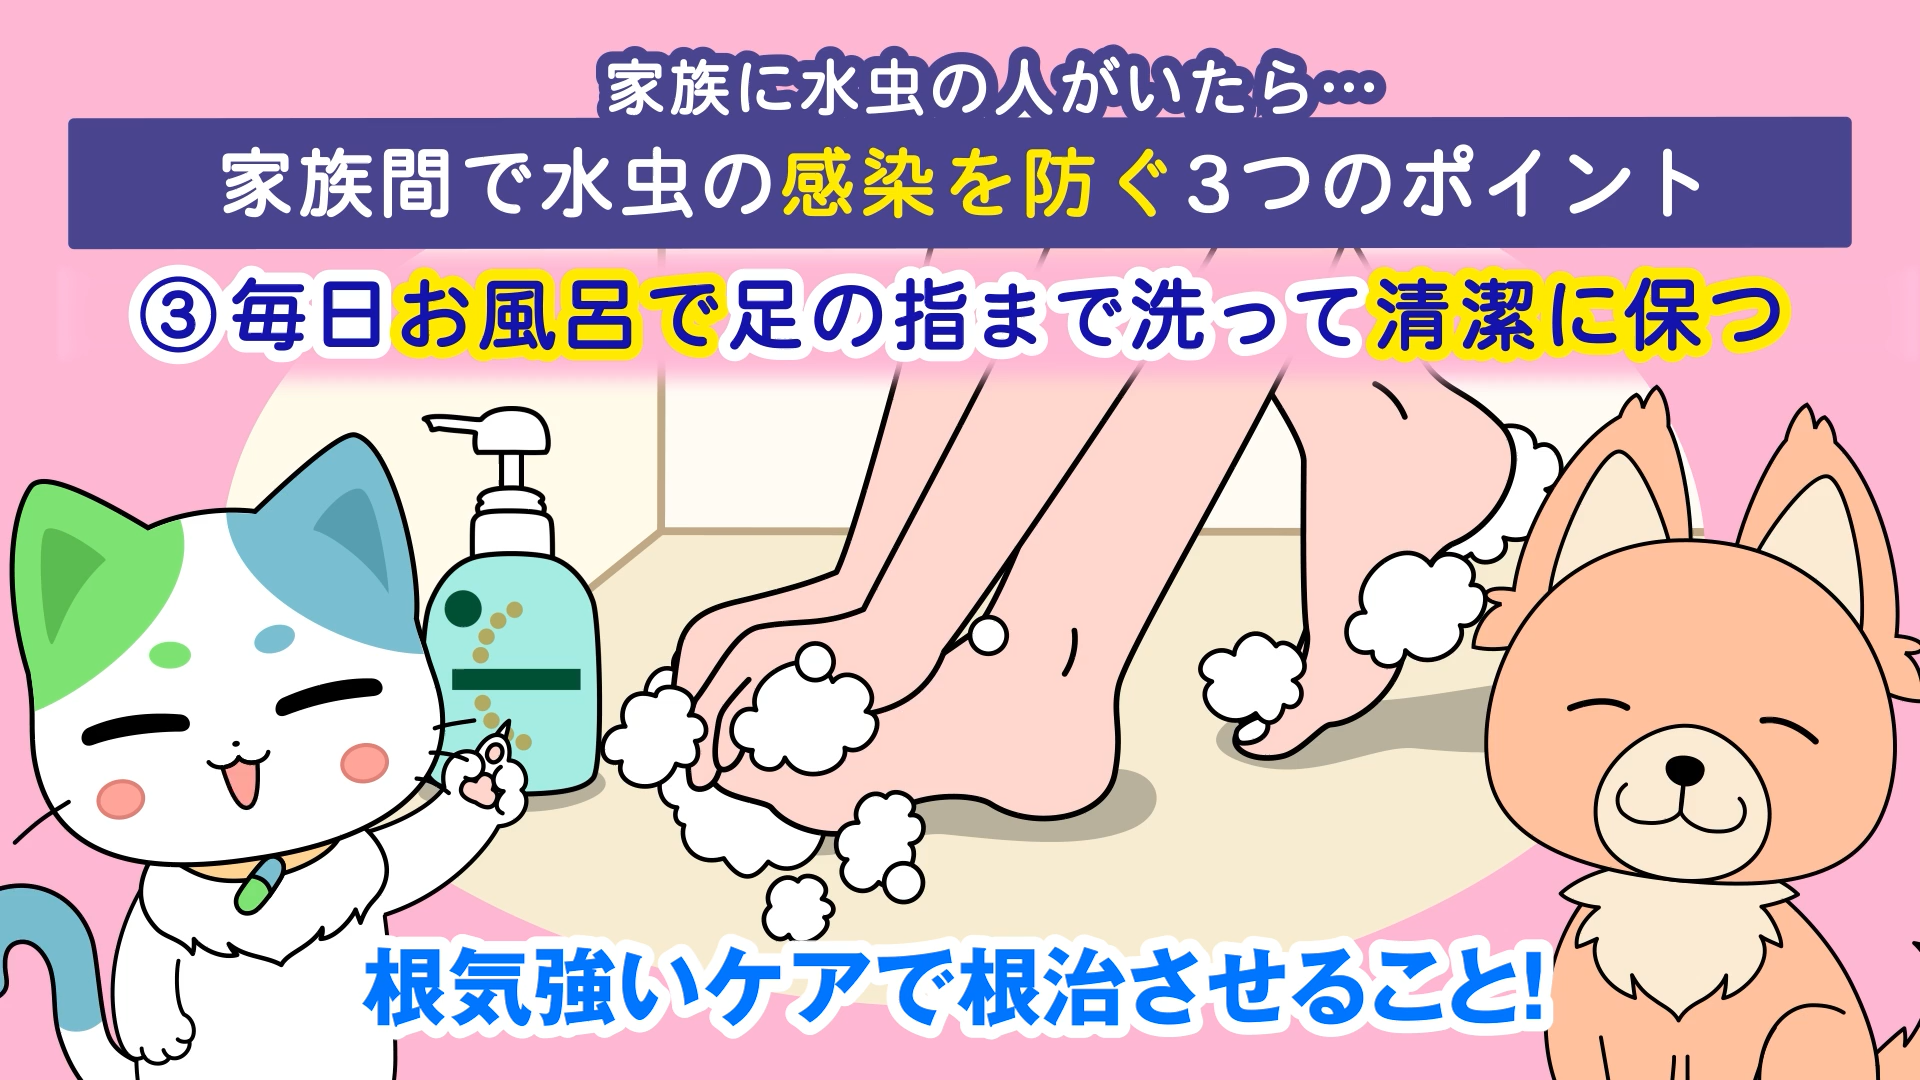 家族に水虫の人がいたら…
家族間で水虫の感染を防ぐ3つのポイント
③毎日お風呂で足の指まで洗って清潔に保つ
根気強いケアで根治させること!